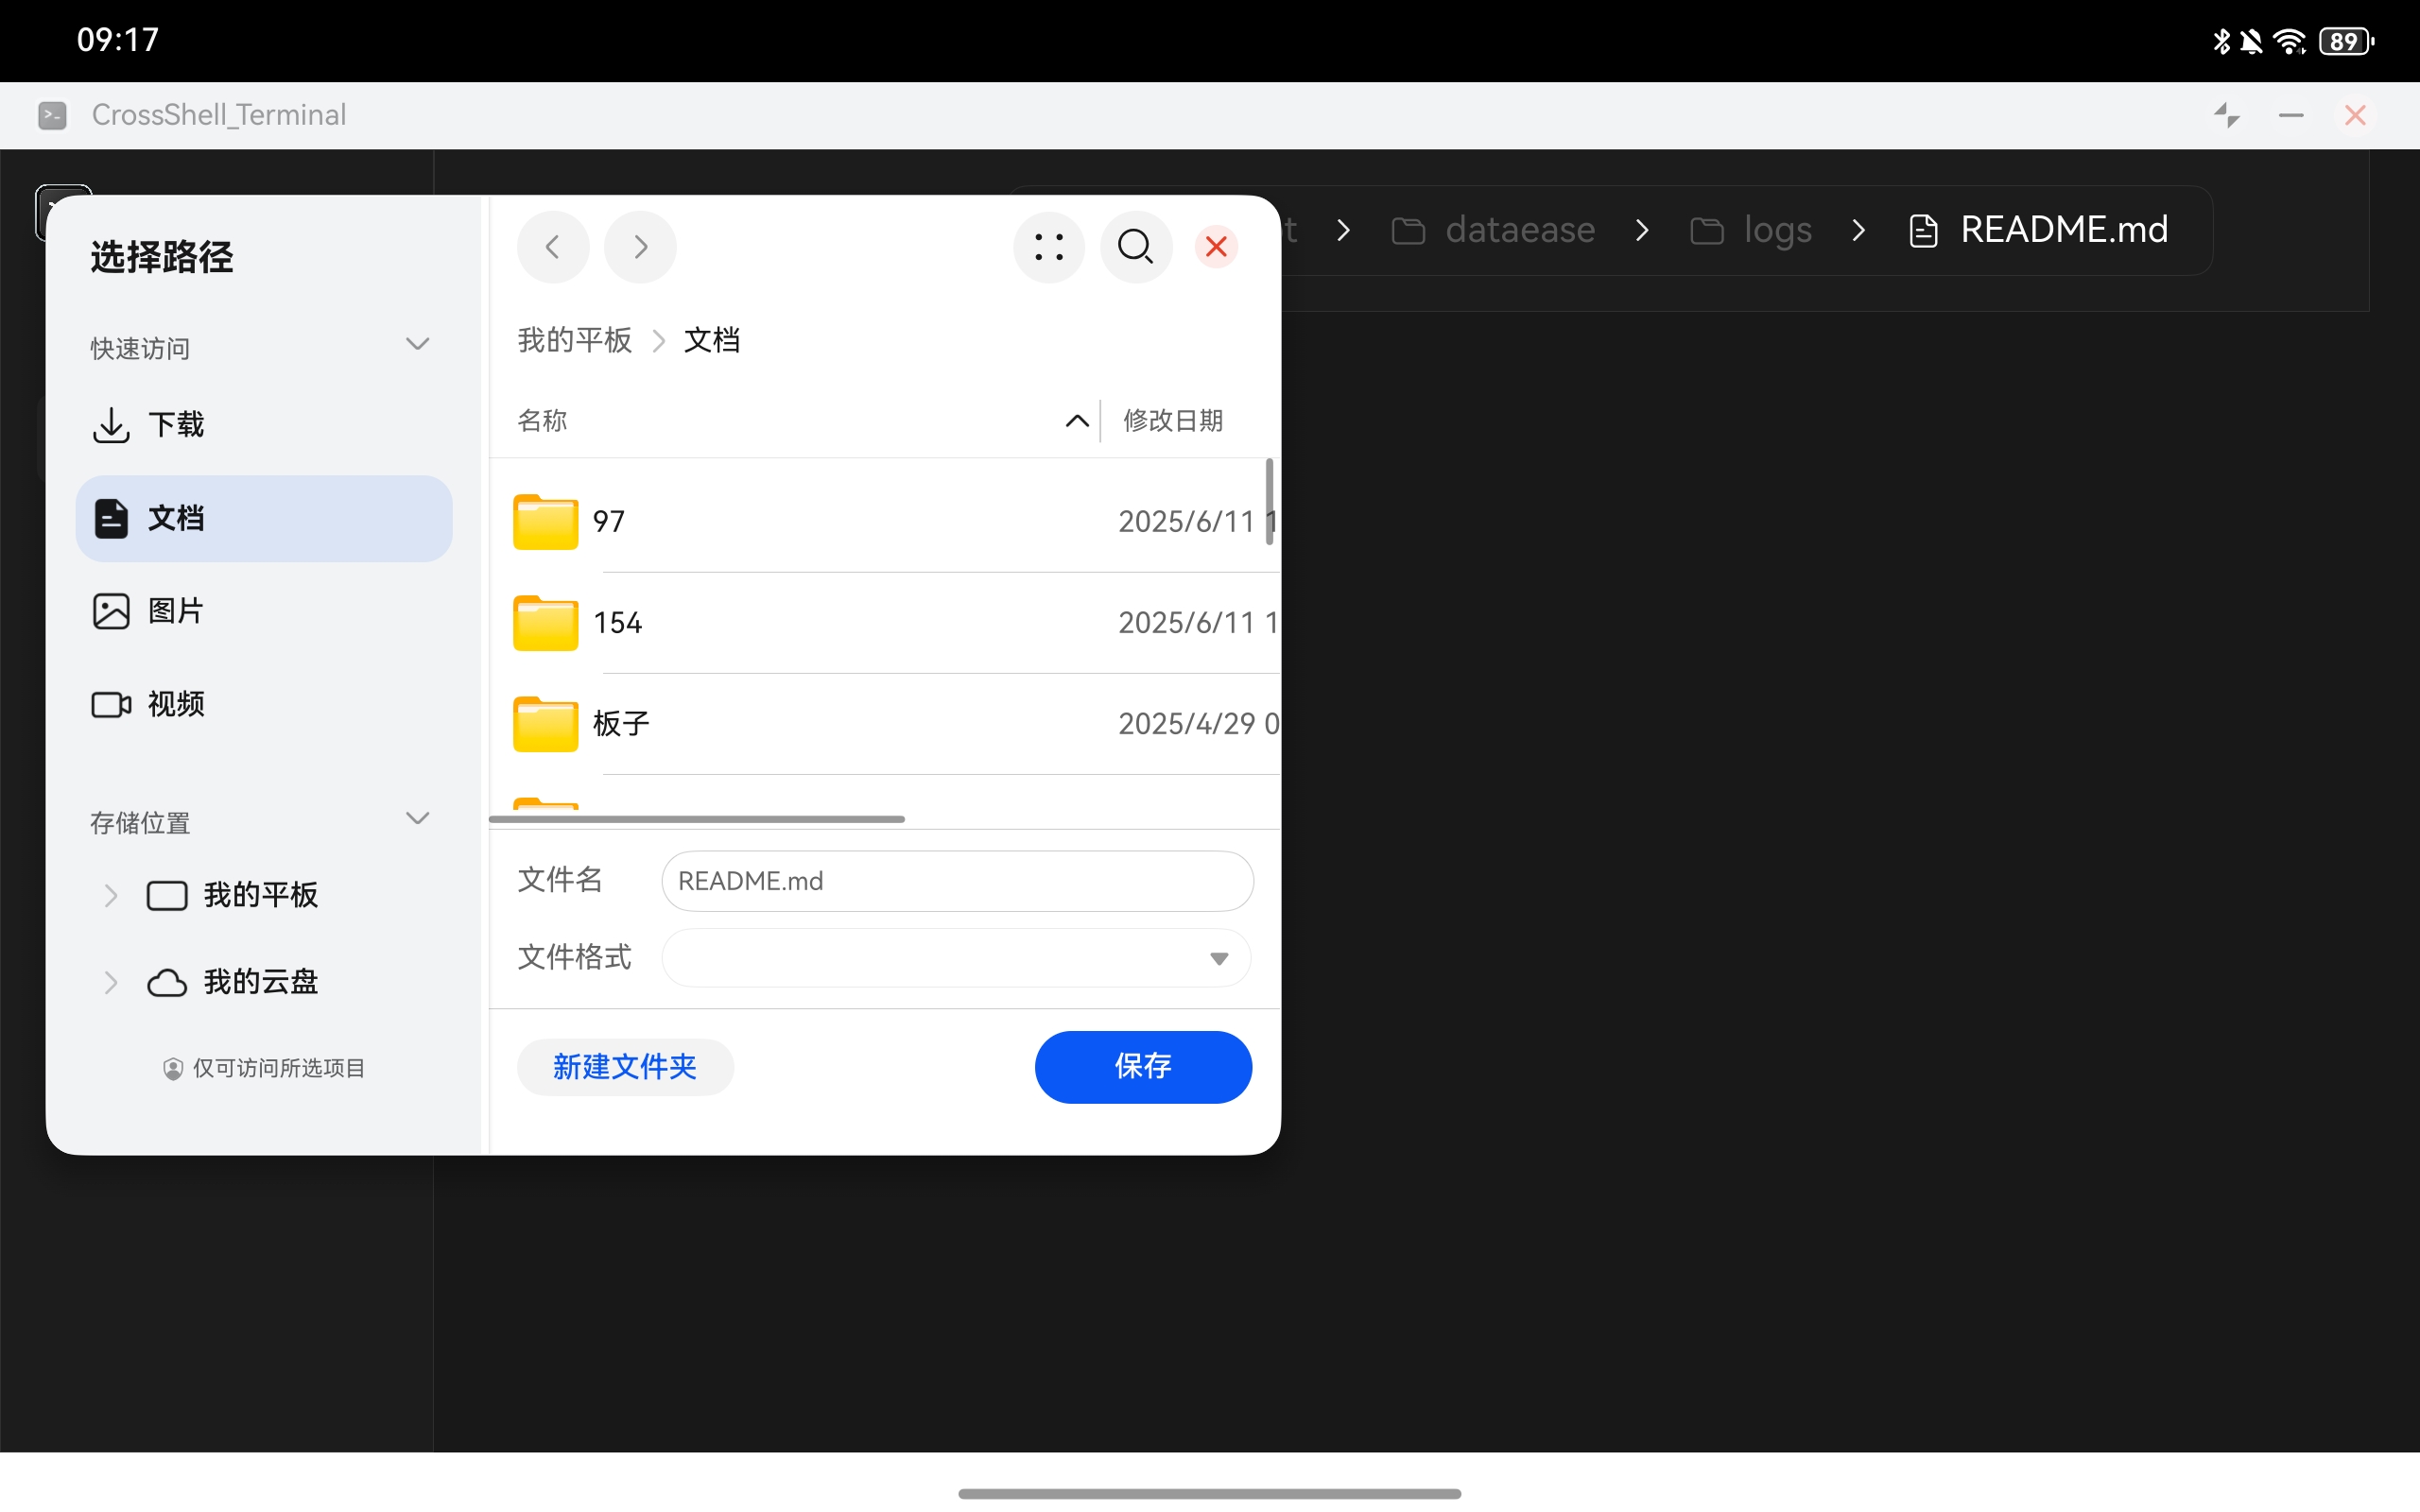 09:17
89
CrossShell_Terminal
dataease
logs
README.md
选择路径
快速访问
下载
文档
图片
视频
存储位置
我的平板
我的云盘
仅可访问所选项目
我的平板
文档
名称
修改日期
97
2025/6/11 1
154
2025/6/11 1
板子
2025/4/29 0
文件名
README.md
文件格式
新建文件夹
保存